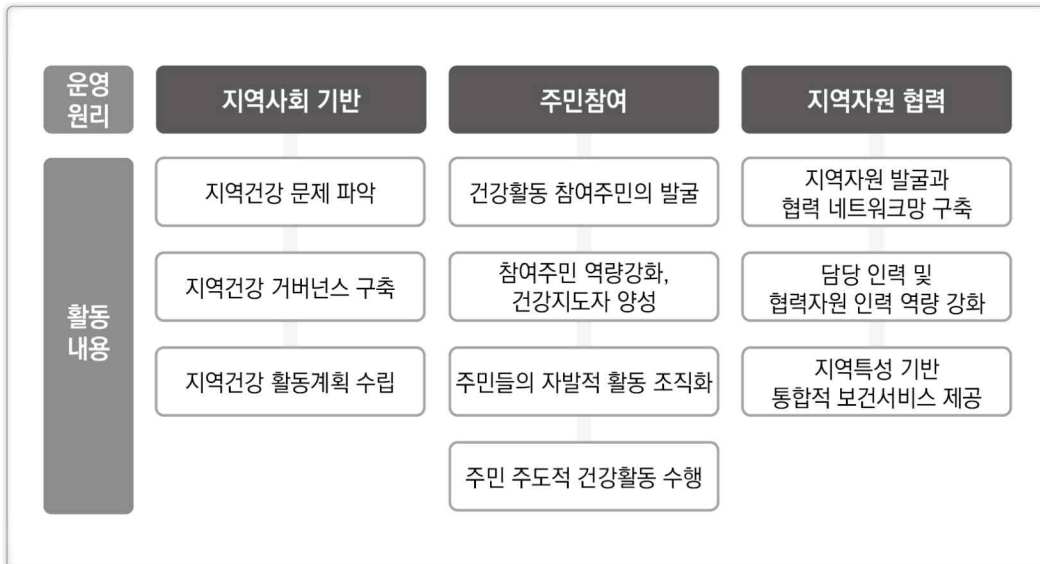 운영
원리
지역사회 기반
주민참여
지역자원 협력
활동
내용
지역건강 문제 파악
지역건강 거버넌스 구축
지역건강 활동계획 수립
건강활동 참여주민의 발굴
참여주민 역량강화,
건강지도자 양성
주민들의 자발적 활동 조직화
주민 주도적 건강활동 수행
지역자원 발굴과
협력 네트워크망 구축
담당 인력 및
협력자원 인력 역량 강화
지역특성 기반
통합적 보건서비스 제공